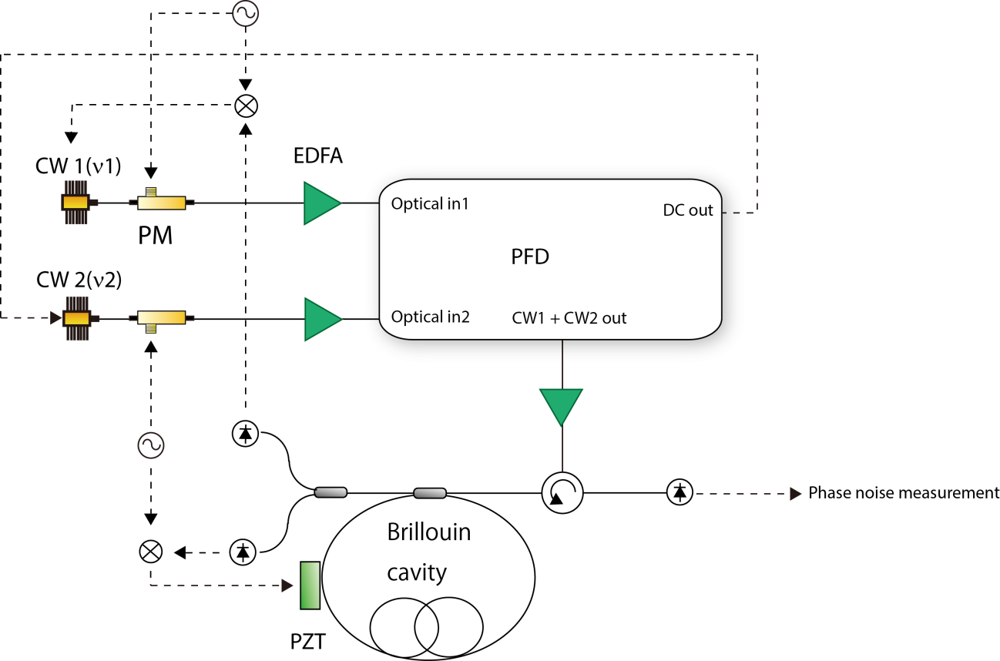 EDFA
CW 1(ν1)
Optical in1
DC out
PM
PFD
CW 2(ν2)
Optical in2
CW1 + CW2 out
Phase noise measurement
Brillouin
cavity
PZT